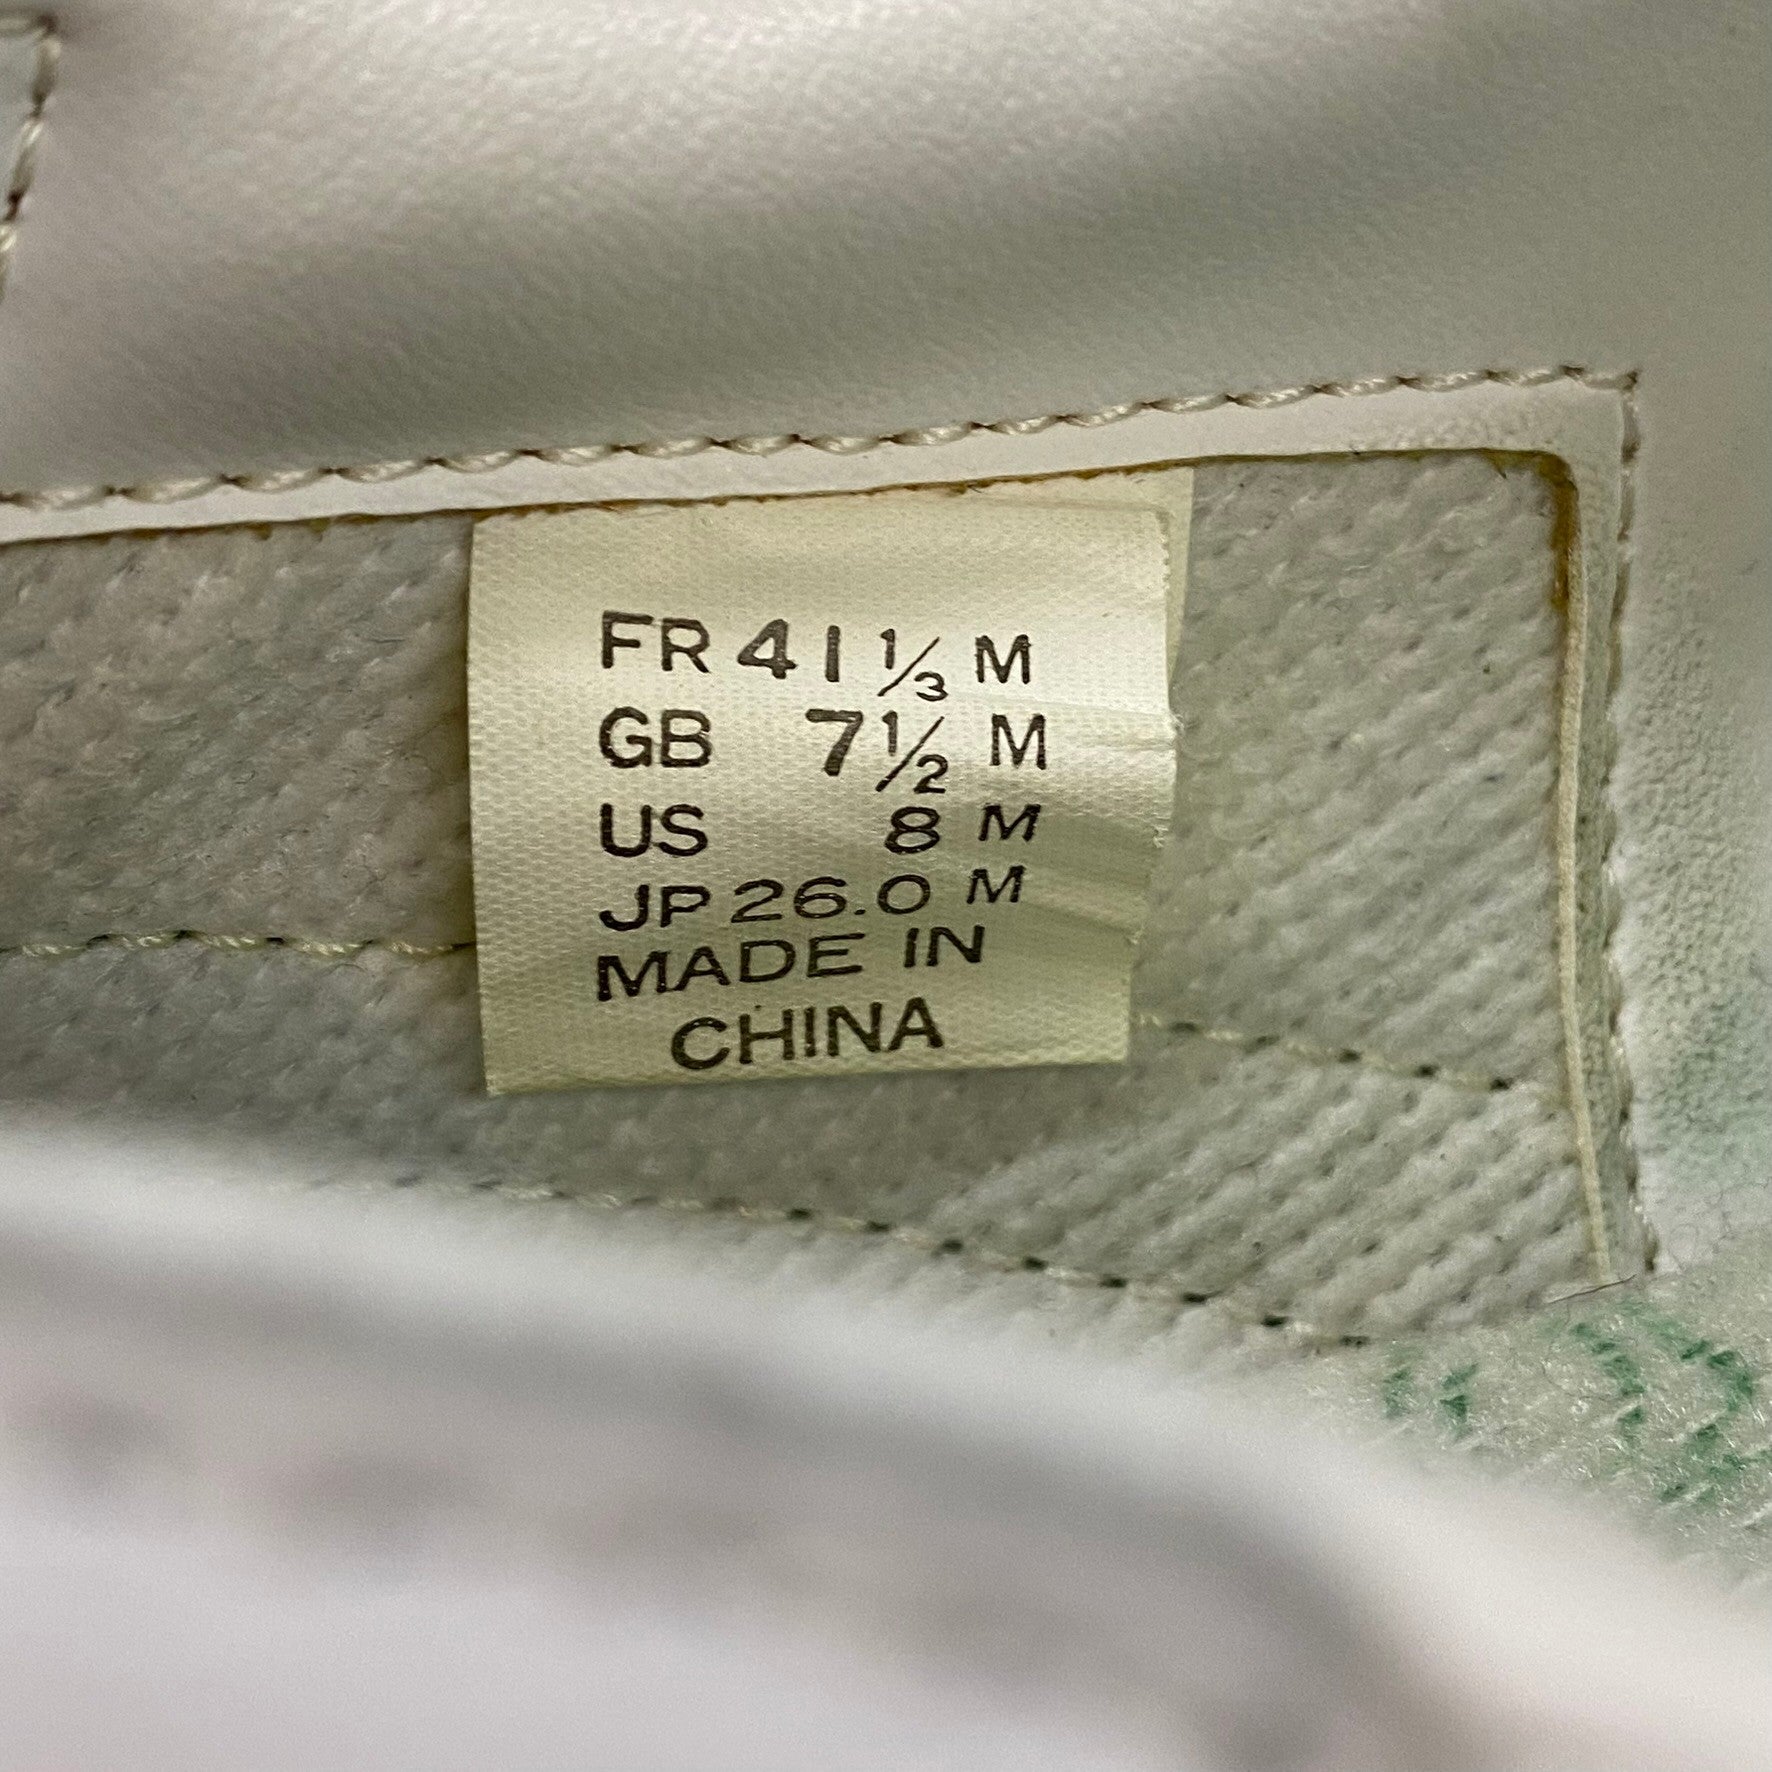 FR 41 1/3 M
GB 7 1/2 M
US 8 M
JP 26.0 M
MADE IN
CHINA